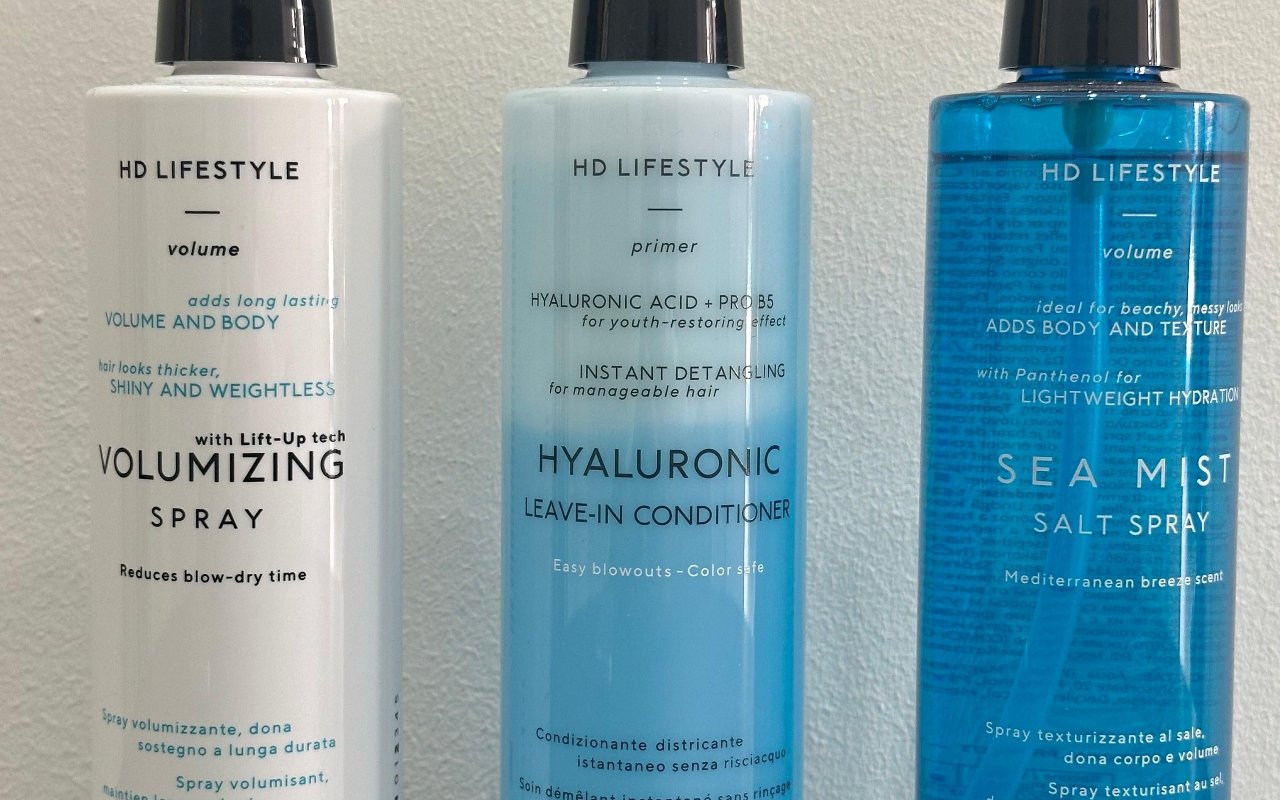 HD LIFESTYLE
volume
adds long lasting
VOLUME AND BODY
hair looks thicker,
SHINY AND WEIGHTLESS
with Lift-Up tech
VOLUMIZING
SPRAY
Reduces blow-dry time
Spray volumizzante, dona
sostegno a lunga durata
Spray volumisant,
HD LIFESTYLE
primer
HYALURONIC ACID + PRO B5
for youth-restoring effect
INSTANT DETANGLING
for manageable hair
HYALURONIC
LEAVE-IN CONDITIONER
Easy blowouts - Color safe
Condizionante districante
istantaneo senza risciacquo
Soin démêlant instantané sans rinçage
HD LIFESTYLE
volume
ideal for beachy, messy looks
ADDS BODY AND TEXTURE
with Panthenol for
LIGHTWEIGHT HYDRATION
SEA MIST
SALT SPRAY
Mediterranean breeze scent
Spray texturizzante al sale,
dona corpo e volume
Spray texturisant au sel,